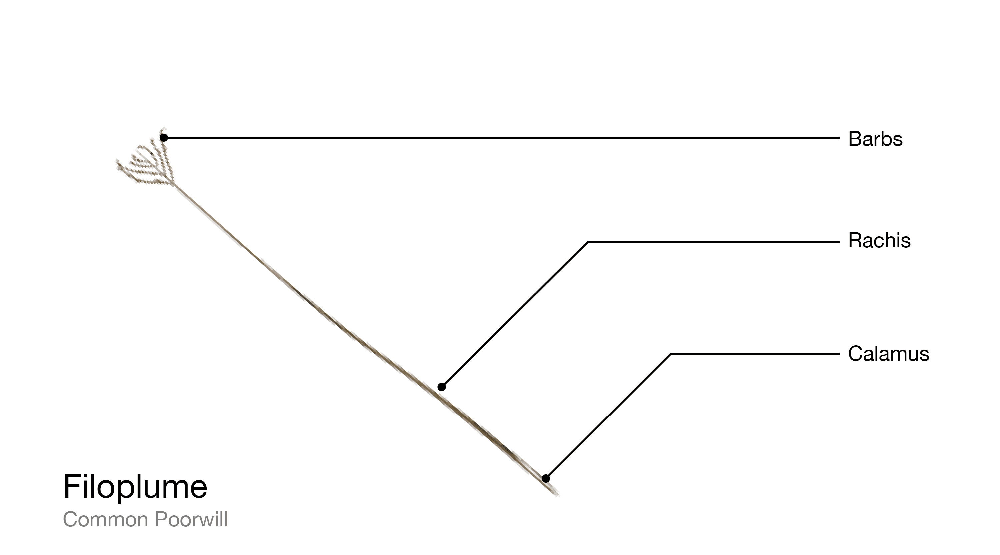 Barbs
Rachis
Calamus
Filoplume
Common Poorwill